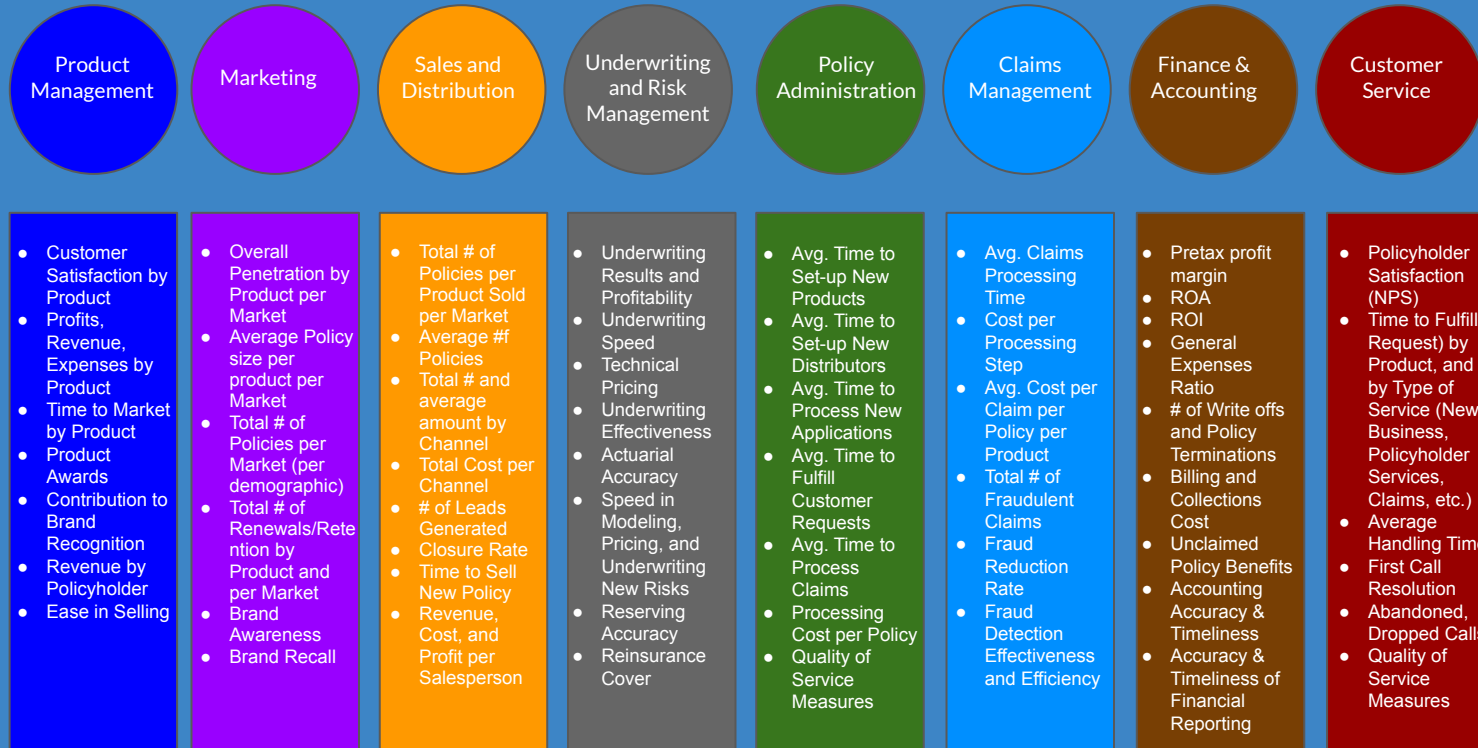 Product
Management
Marketing
Sales and
Distribution
Underwriting
and Risk
Management
Policy
Administration
Claims
Management
Finance &
Accounting
Customer
Service
● Customer
Satisfaction by
Product
● Profits,
Revenue,
Expenses by
Product
● Time to Market
by Product
● Product
Awards
● Contribution to
Brand
Recognition
● Revenue by
Policyholder
● Ease in Selling
● Overall
Penetration by
Product per
Market
● Average Policy
size per
product per
Market
● Total # of
Policies per
Market (per
demographic)
● Total # of
Renewals/Rete
ntion by
Product and
per Market
● Brand
Awareness
● Brand Recall
● Total # of
Policies per
Product Sold
per Market
● Average #f
Policies
● Total # and
average
amount by
Channel
● Total Cost per
Channel
● # of Leads
Generated
● Closure Rate
● Time to Sell
New Policy
● Revenue,
Cost, and
Profit per
Salesperson
● Underwriting
Results and
Profitability
● Underwriting
Speed
● Technical
Pricing
● Underwriting
Effectiveness
● Actuarial
Accuracy
● Speed in
Modeling,
Pricing, and
Underwriting
New Risks
● Reserving
Accuracy
● Reinsurance
Cover
● Avg. Time to
Set-up New
Products
● Avg. Time to
Set-up New
Distributors
● Avg. Time to
Process New
Applications
● Avg. Time to
Fulfill
Customer
Requests
● Avg. Time to
Process
Claims
● Processing
Cost per Policy
● Quality of
Service
Measures
● Avg. Claims
Processing
Time
● Cost per
Processing
Step
● Avg. Cost per
Claim per
Policy per
Product
● Total # of
Fraudulent
Claims
● Fraud
Reduction
Rate
● Fraud
Detection
Effectiveness
and Efficiency
● Pretax profit
margin
● ROA
● ROI
● General
Expenses
Ratio
● # of Write offs
and Policy
Terminations
● Billing and
Collections
Cost
● Unclaimed
Policy Benefits
● Accounting
Accuracy &
Timeliness
● Accuracy &
Timeliness of
Financial
Reporting
● Policyholder
Satisfaction
(NPS)
● Time to Fulfill
Request) by
Product, and
by Type of
Service (New
Business,
Policyholder
Services,
Claims, etc.)
● Average
Handling Time
● First Call
Resolution
● Abandoned,
Dropped Calls
● Quality of
Service
Measures